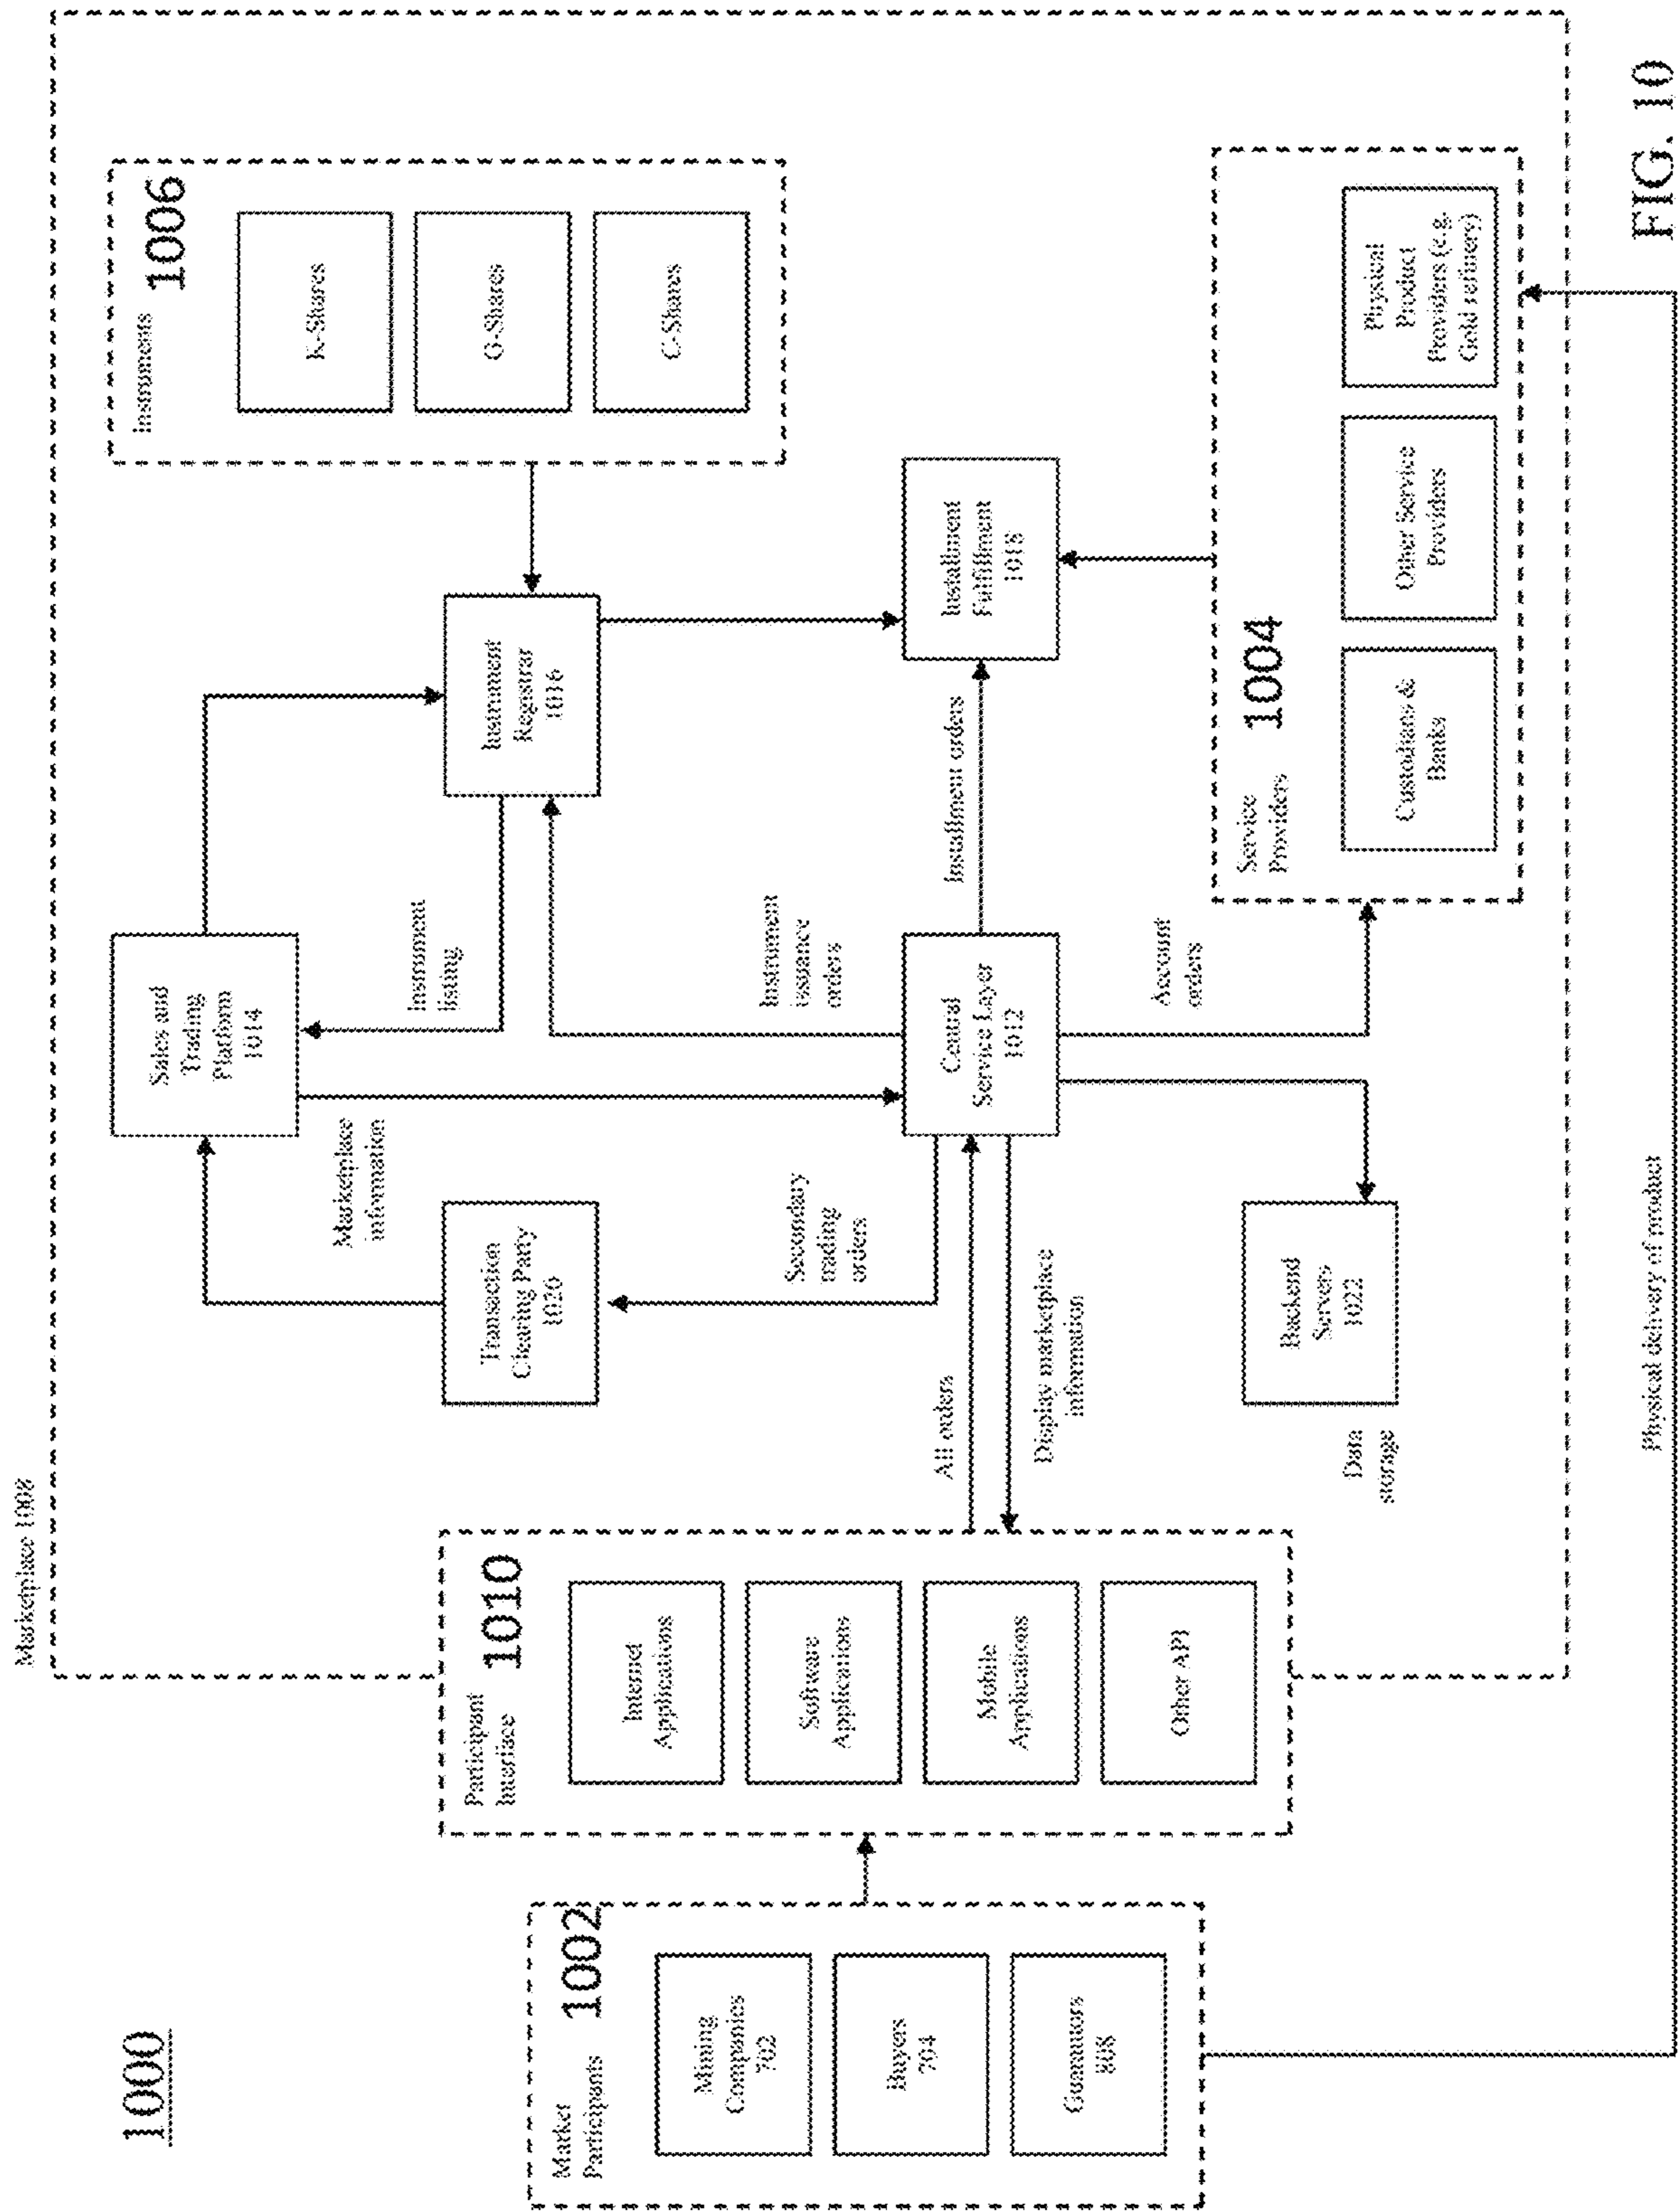 1000
Marketplace 1008
Market
Participants
1002
Mining
Companies
702
Buyers
704
Guarantors
808
Participant
Interface
1010
Internet
Applications
Software
Applications
Mobile
Applications
Other API
All orders
Display marketplace
information
Transaction
Clearing Party
1020
Marketplace
information
Secondary
trading
orders
Backend
Servers
1022
Data
storage
Sales and
Trading
Platform
1014
Instrument
listing
Instrument
issuance
orders
Central
Service Layer
1012
Account
orders
Instrument
Registrar
1016
Installment orders
Installment
Fulfillment
1018
Instruments
1006
K-Shares
G-Shares
C-Shares
Service
Providers
1004
Custodians &
Banks
Other Service
Providers
Physical
Product
Providers (e.g.
Gold refinery)
Physical delivery of product
FIG. 10